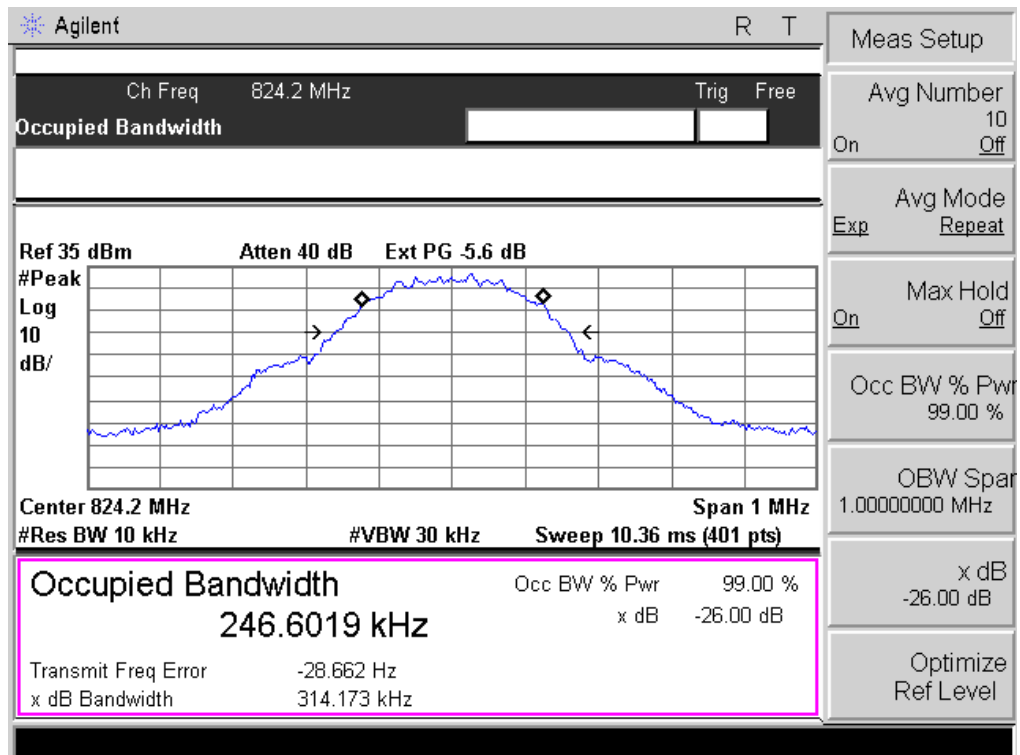 Agilent R T
Ch Freq 824.2 MHz Trig Free
Occupied Bandwidth
Ref 35 dBm Atten 40 dB Ext PG -5.6 dB
#Peak
Log
10
dB/
Center 824.2 MHz Span 1 MHz
#Res BW 10 kHz #VBW 30 kHz Sweep 10.36 ms (401 pts)
Occupied Bandwidth Occ BW % Pwr 99.00 %
246.6019 kHz x dB -26.00 dB
Transmit Freq Error -28.662 Hz
x dB Bandwidth 314.173 kHz
Meas Setup
Avg Number
10
On Off
Avg Mode
Exp Repeat
Max Hold
On Off
Occ BW % Pwr
99.00 %
OBW Spar
1.00000000 MHz
x dB
-26.00 dB
Optimize
Ref Level